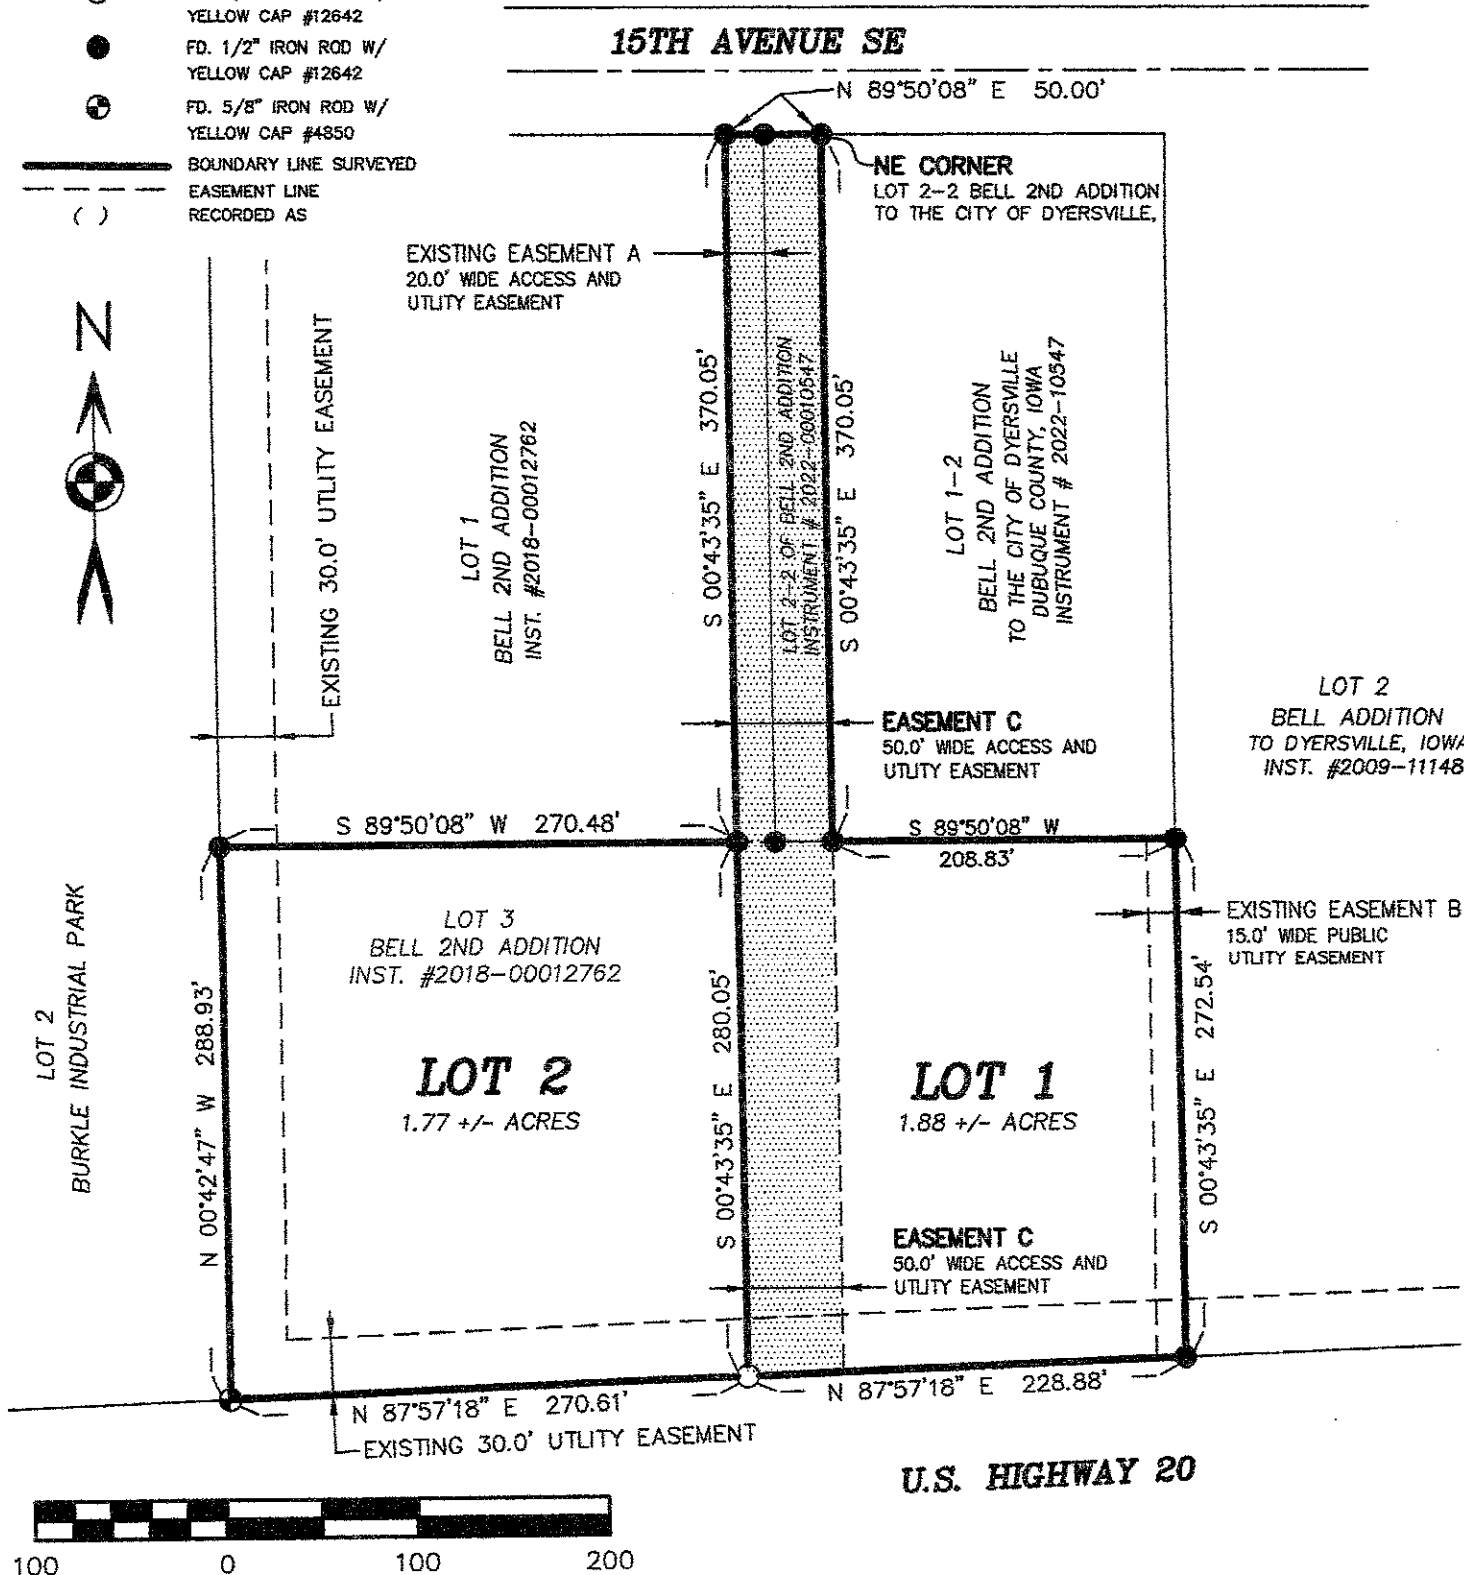 YELLOW CAP #12642
FD. 1/2" IRON ROD W/
YELLOW CAP #12642
FD. 5/8" IRON ROD W/
YELLOW CAP #4850
BOUNDARY LINE SURVEYED
EASEMENT LINE
( ) RECORDED AS
15TH AVENUE SE
N 89°50'08" E 50.00'
NE CORNER
LOT 2-2 BELL 2ND ADDITION
TO THE CITY OF DYERSVILLE,
EXISTING EASEMENT A
20.0' WIDE ACCESS AND
UTLITY EASEMENT
N
EXISTING 30.0' UTLITY EASEMENT
LOT 1
BELL 2ND ADDITION
INST. #2018-00012762
S 00°43'35" E 370.05'
LOT 2-2 OF BELL 2ND ADDITION
INSTRUMENT # 2022-00010547
S 00°43'35" E 370.05'
LOT 1-2
BELL 2ND ADDITION
TO THE CITY OF DYERSVILLE
DUBUQUE COUNTY, IOWA
INSTRUMENT # 2022-10547
LOT 2
BELL ADDITION
TO DYERSVILLE, IOWA
INST. #2009-11148
EASEMENT C
50.0' WIDE ACCESS AND
UTLITY EASEMENT
S 89°50'08" W 270.48'
S 89°50'08" W
208.83'
EXISTING EASEMENT B
15.0' WIDE PUBLIC
UTLITY EASEMENT
LOT 2
BURKLE INDUSTRIAL PARK
N 00°42'47" W 288.93'
LOT 3
BELL 2ND ADDITION
INST. #2018-00012762
LOT 2
1.77 +/- ACRES
S 00°43'35" E 280.05'
LOT 1
1.88 +/- ACRES
S 00°43'35" E 272.54'
EASEMENT C
50.0' WIDE ACCESS AND
UTLITY EASEMENT
N 87°57'18" E 270.61'
N 87°57'18" E 228.88'
EXISTING 30.0' UTLITY EASEMENT
U.S. HIGHWAY 20
100 0 100 200